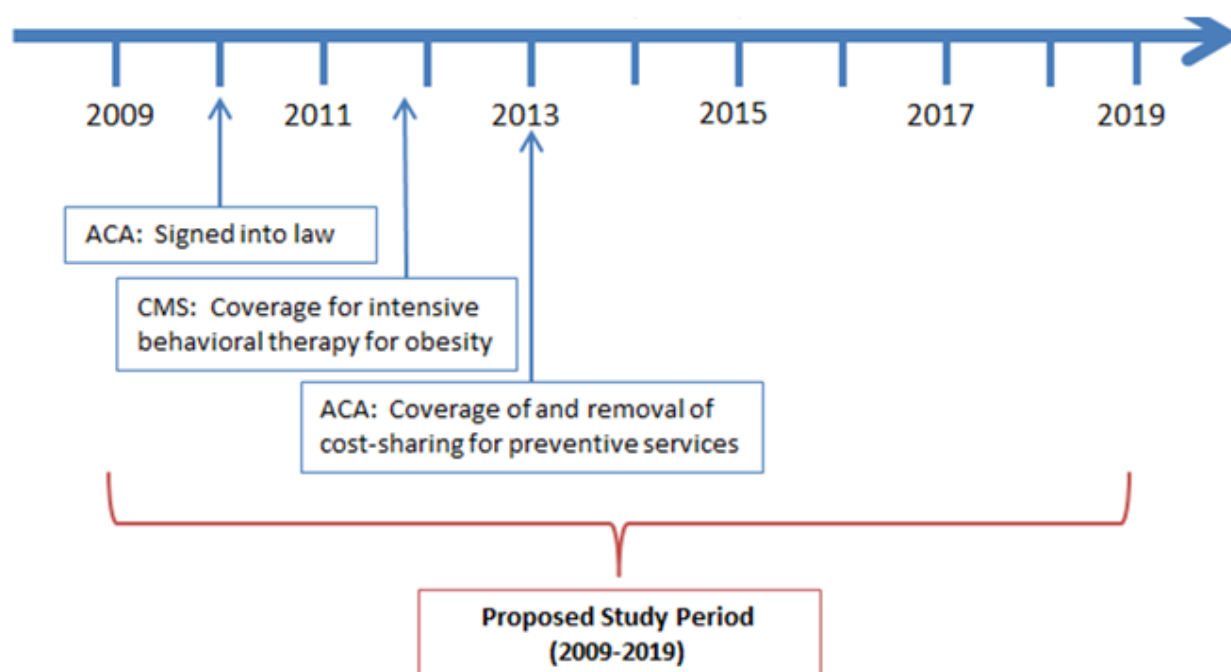 2009 2011 2013 2015 2017 2019
ACA: Signed into law
CMS: Coverage for intensive
behavioral therapy for obesity
ACA: Coverage of and removal of
cost-sharing for preventive services
Proposed Study Period
(2009-2019)